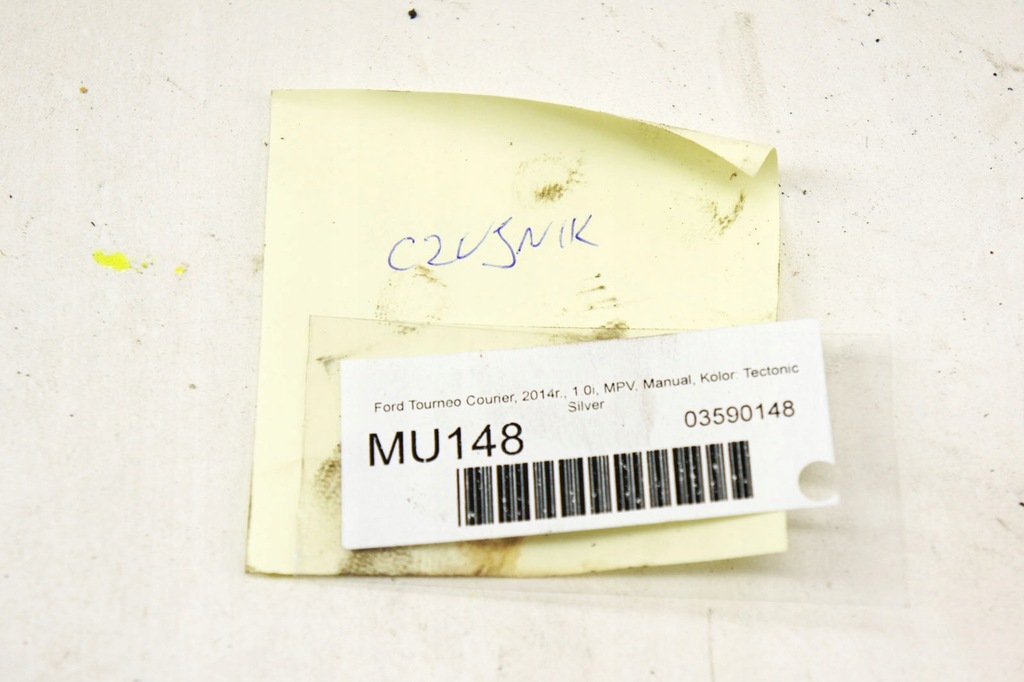 CZUJNIK
Ford Tourneo Courier, 2014r., 1.0i, MPV, Manual, Kolor: Tectonic
Silver
03590148
MU148